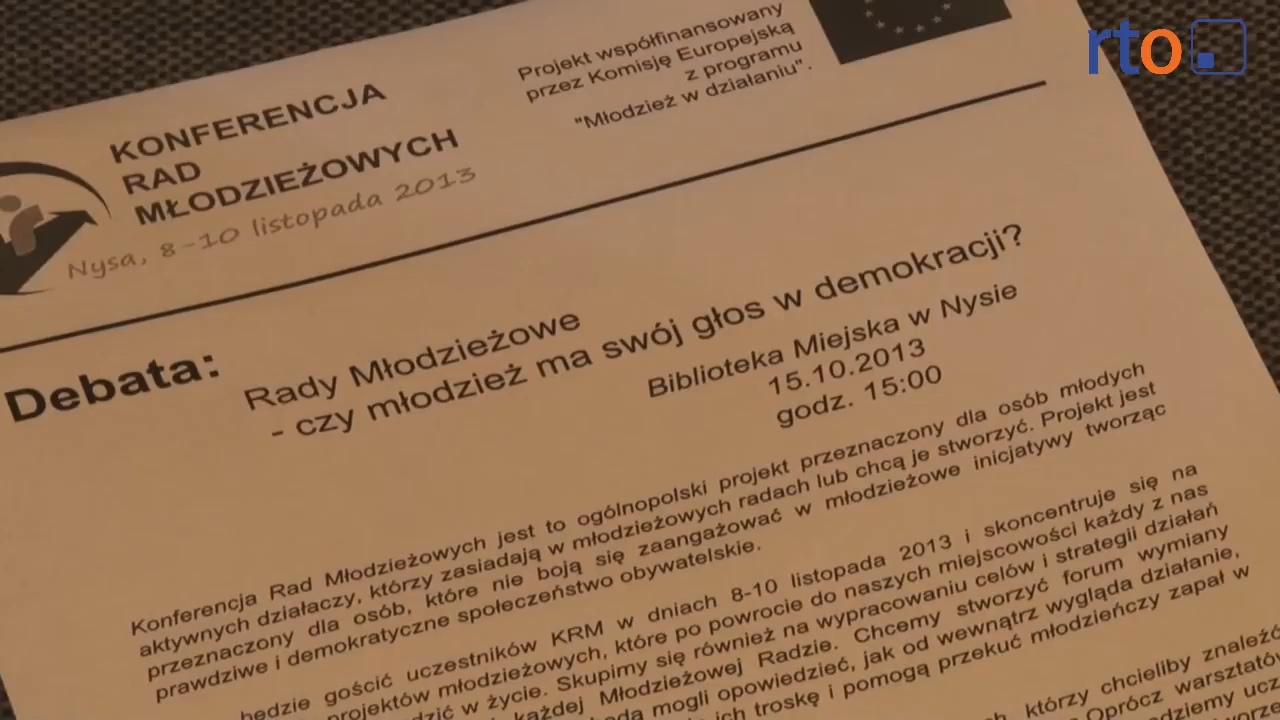 rto
Projekt współfinansowany
przez Komisję Europejską
z programu
"Młodzież w działaniu".
KONFERENCJA
RAD
MŁODZIEŻOWYCH
Nysa, 8-10 listopada 2013
Debata:
Rady Młodzieżowe
- czy młodzież ma swój głos w demokracji?
Biblioteka Miejska w Nysie
15.10.2013
godz. 15:00
Konferencja Rad Młodzieżowych jest to ogólnopolski projekt przeznaczony dla osób młodych
aktywnych działaczy, którzy zasiadają w młodzieżowych radach lub chcą je stworzyć. Projekt jest
przeznaczony dla osób, które nie boją się zaangażować w młodzieżowe inicjatywy tworząc
prawdziwe i demokratyczne społeczeństwo obywatelskie.
będzie gościć uczestników KRM w dniach 8-10 listopada 2013 i skoncentruje się na
projektów młodzieżowych, które po powrocie do naszych miejscowości każdy z nas
w życie. Skupimy się również na wypracowaniu celów i strategii działań
każdej Młodzieżowej Radzie. Chcemy stworzyć forum wymiany
mogli opowiedzieć, jak od wewnątrz wygląda działanie,
ich troskę i pomogą przekuć młodzieńczy zapał w
którzy chcieliby znaleźć
Oprócz warsztatów